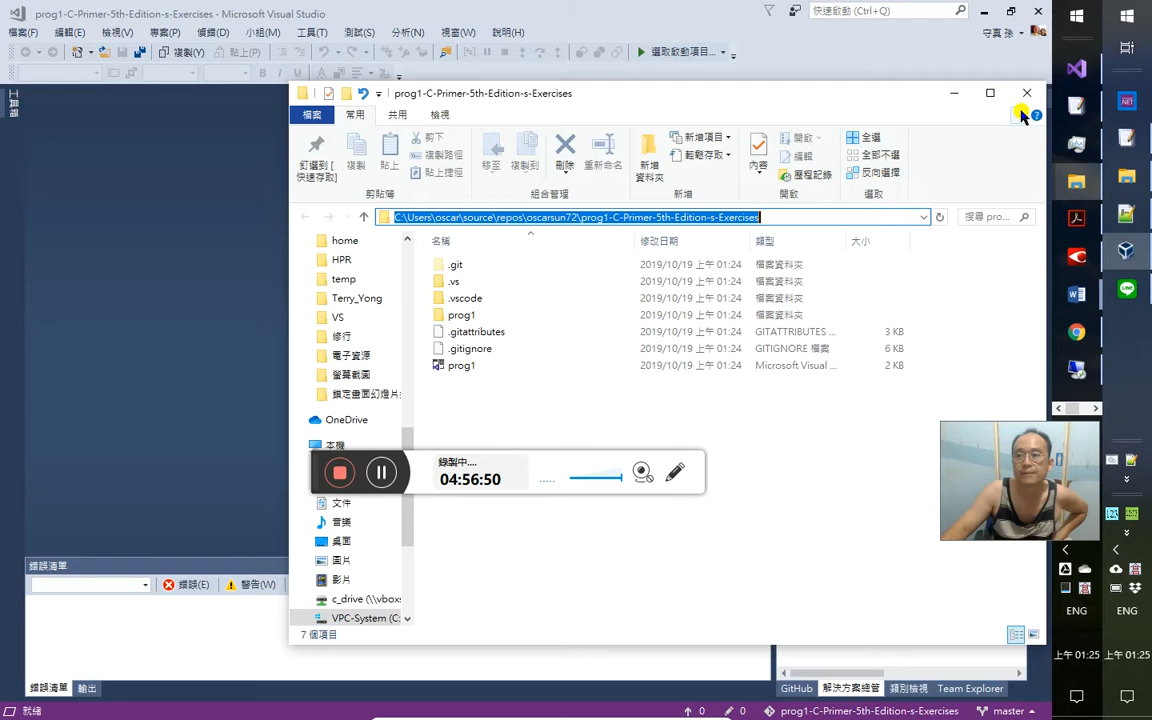 prog1-C-Primer-5th-Edition-s-Exercises - Microsoft Visual Studio
快速啟動 (Ctrl+Q)
檔案(F) 編輯(E) 檢視(V) 專案(P) 偵錯(D) 小組(M) 工具(T) 測試(S) 分析(N) 視窗(W) 說明(H)
守真 孫
複製(Y) 貼上(P) 選取啟動項目...
工具箱
prog1-C-Primer-5th-Edition-s-Exercises
檔案 常用 共用 檢視
釘選到 [快速存取]
複製
貼上
剪下
複製路徑
貼上捷徑
移至
複製到
刪除
重新命名
新增資料夾
新增項目
輕鬆存取
內容
開啟
編輯
歷程記錄
全選
全部不選
反向選擇
剪貼簿 組合管理 新增 開啟 選取
C:\Users\oscar\source\repos\oscarsun72\prog1-C-Primer-5th-Edition-s-Exercises
搜尋 pro...
名稱 修改日期 類型 大小
.git 2019/10/19 上午 01:24 檔案資料夾
.vs 2019/10/19 上午 01:24 檔案資料夾
.vscode 2019/10/19 上午 01:24 檔案資料夾
prog1 2019/10/19 上午 01:24 檔案資料夾
.gitattributes 2019/10/19 上午 01:24 GITATTRIBUTES ... 3 KB
.gitignore 2019/10/19 上午 01:24 GITIGNORE 檔案 6 KB
prog1 2019/10/19 上午 01:24 Microsoft Visual ... 2 KB
home
HPR
temp
Terry_Yong
VS
修行
電子資源
螢幕截圖
鎖定畫面幻燈片
OneDrive
本機
文件
音樂
桌面
圖片
影片
c_drive (\\vboxs
VPC-System (C:
7 個項目
錄製中....
04:56:50
錯誤清單
錯誤(E) 警告(W)
錯誤清單 輸出
GitHub 解決方案總管 類別檢視 Team Explorer
就緒
0 0 prog1-C-Primer-5th-Edition-s-Exercises master
ENG ENG
上午 01:25 上午 01:25